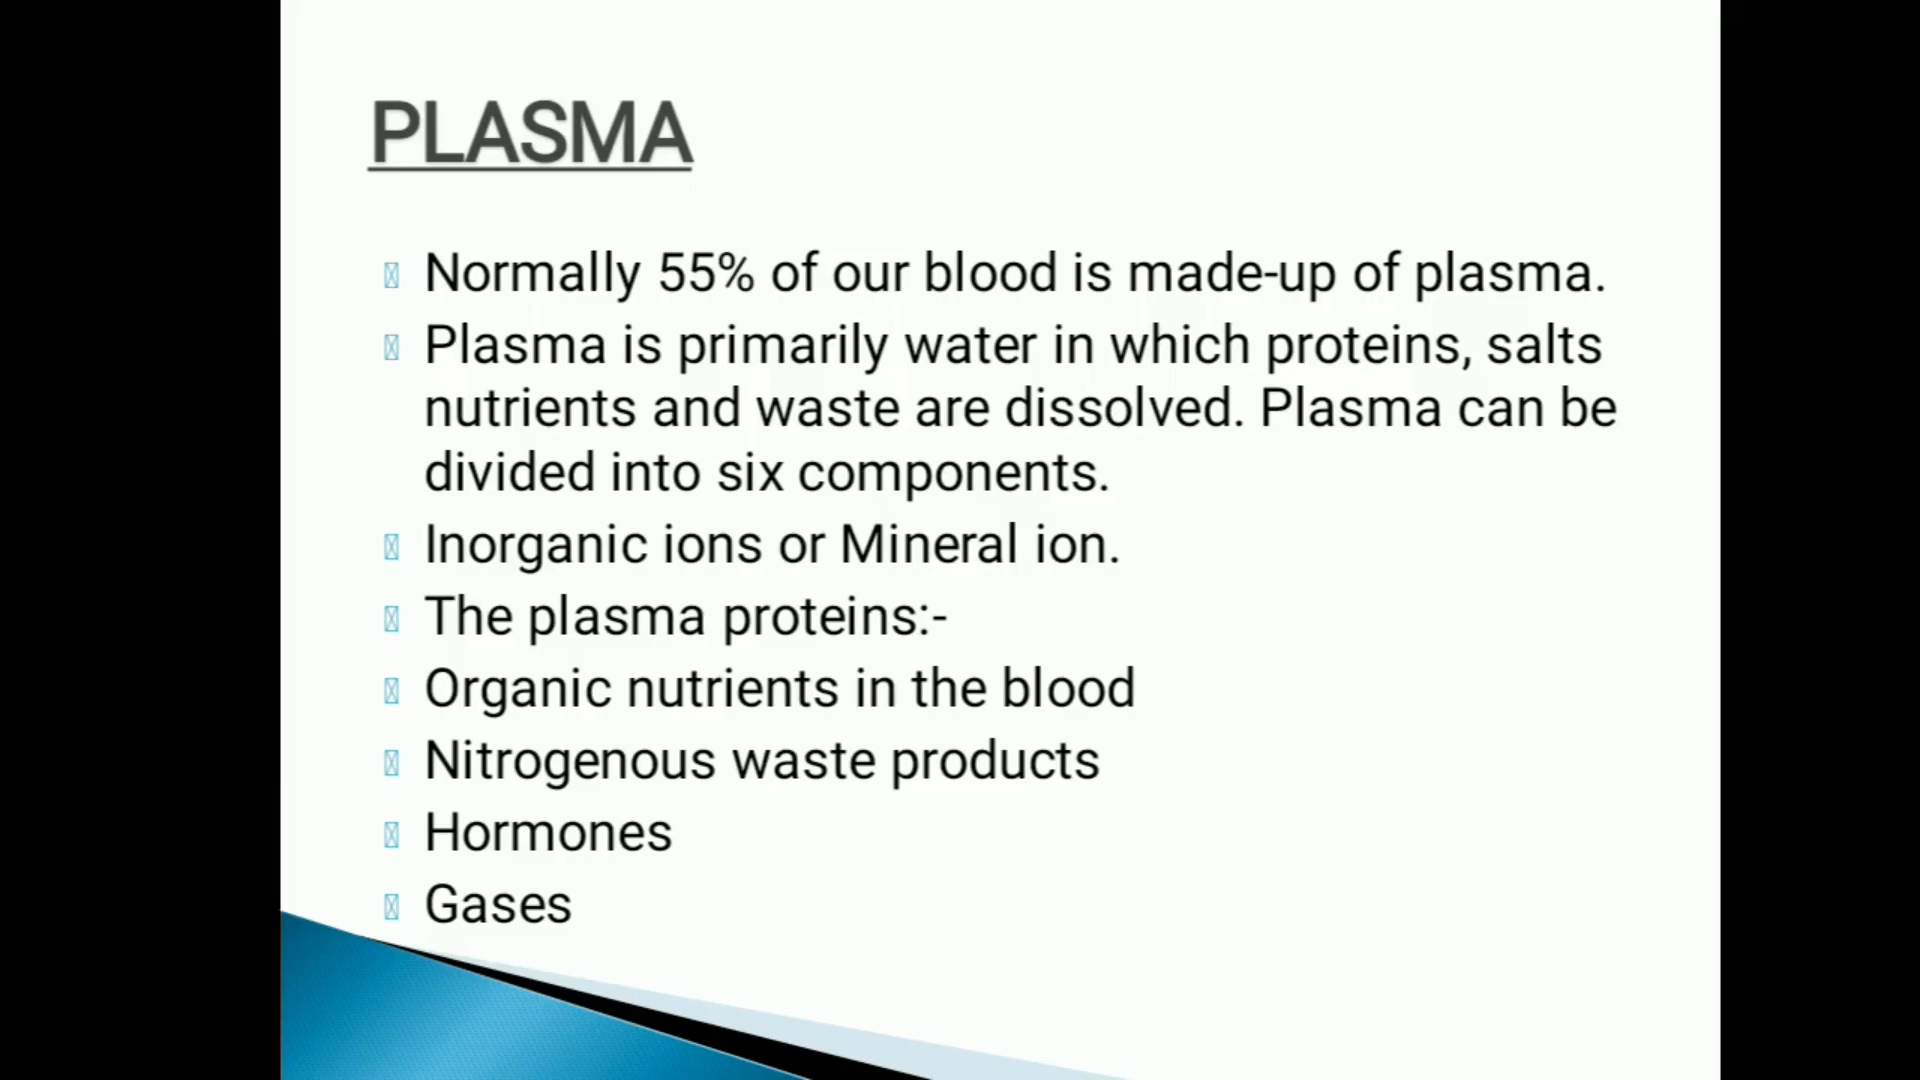 PLASMA
Normally 55% of our blood is made-up of plasma.
Plasma is primarily water in which proteins, salts
nutrients and waste are dissolved. Plasma can be
divided into six components.
Inorganic ions or Mineral ion.
The plasma proteins:-
Organic nutrients in the blood
Nitrogenous waste products
Hormones
Gases